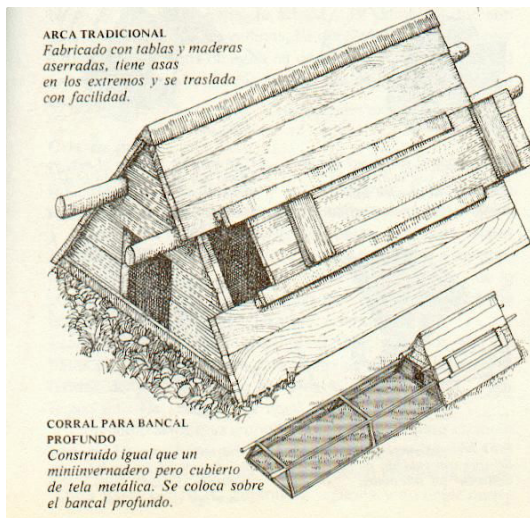 ARCA TRADICIONAL
Fabricado con tablas y maderas
aserradas, tiene asas
en los extremos y se traslada
con facilidad.
CORRAL PARA BANCAL
PROFUNDO
Construido igual que un
miniinvernadero pero cubierto
de tela metálica. Se coloca sobre
el bancal profundo.